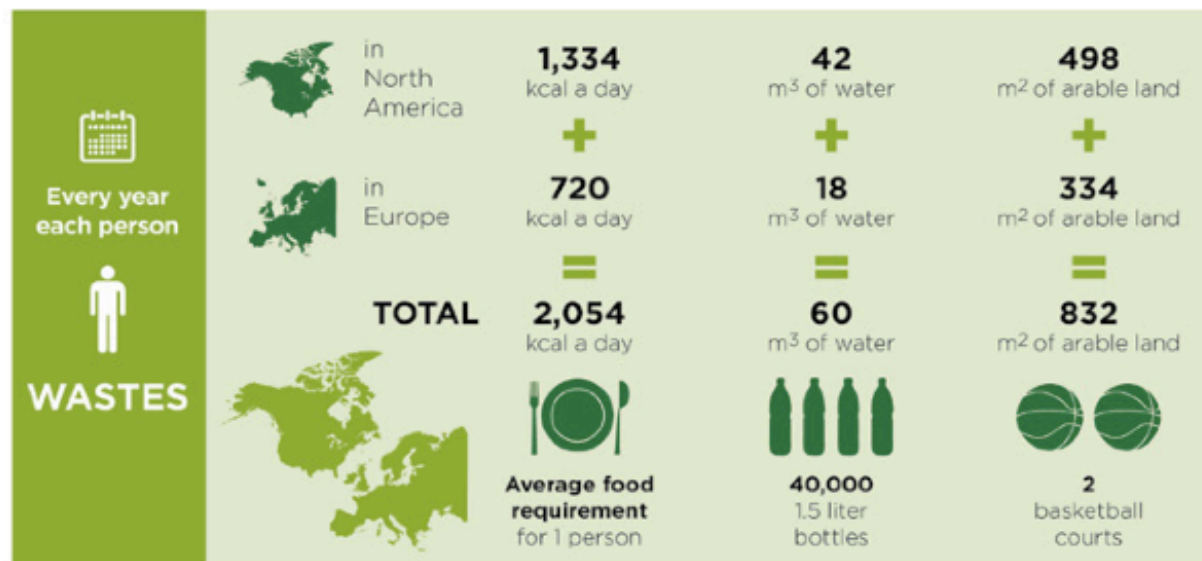 Every year
each person
WASTES
in
North
America
1,334
kcal a day
42
m³ of water
498
m² of arable land
+
+
+
in
Europe
720
kcal a day
18
m³ of water
334
m² of arable land
=
=
=
TOTAL
2,054
kcal a day
60
m³ of water
832
m² of arable land
Average food
requirement
for 1 person
40,000
1.5 liter
bottles
2
basketball
courts